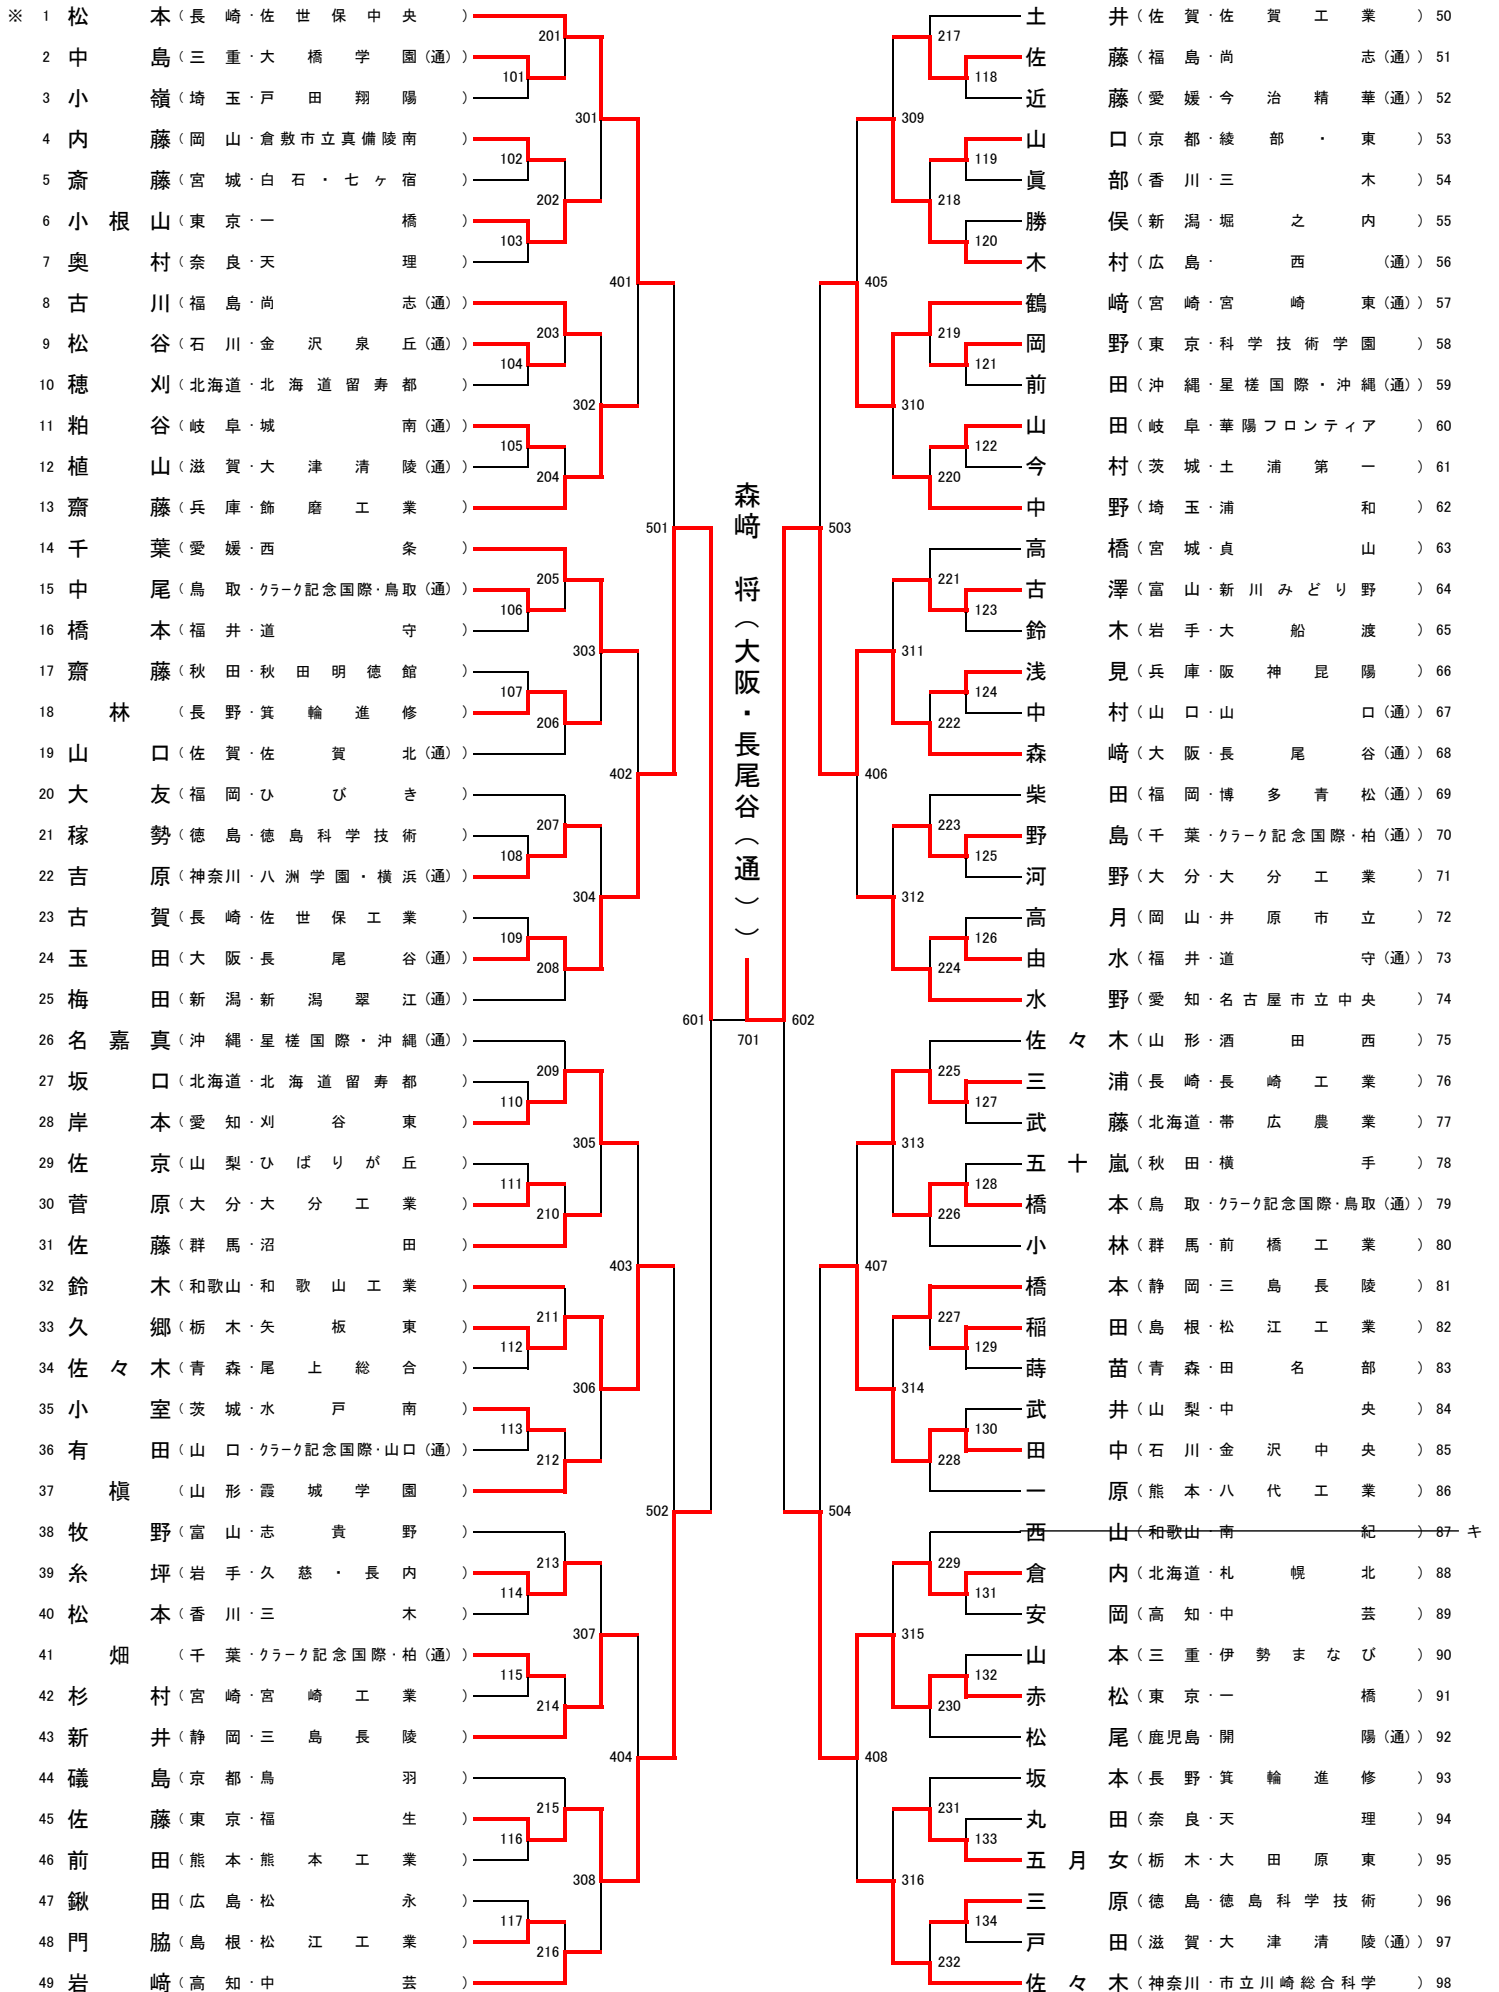 ※ 1 松本（長崎・佐世保中央）
2 中島（三重・大橋学園(通)）
3 小嶺（埼玉・戸田翔陽）
4 内藤（岡山・倉敷市立真備陵南）
5 斎藤（宮城・白石・七ヶ宿）
6 小根山（東京・一橋）
7 奥村（奈良・天理）
8 古川（福島・尚志(通)）
9 松谷（石川・金沢泉丘(通)）
10 穂刈（北海道・北海道留寿都）
11 粕谷（岐阜・城南(通)）
12 植山（滋賀・大津清陵(通)）
13 齋藤（兵庫・飾磨工業）
14 千葉（愛媛・西条）
15 中尾（鳥取・クラーク記念国際・鳥取(通)）
16 橋本（福井・道守）
17 齋藤（秋田・秋田明徳館）
18 林（長野・箕輪進修）
19 山口（佐賀・佐賀北(通)）
20 大友（福岡・ひびき）
21 稼勢（徳島・徳島科学技術）
22 吉原（神奈川・八洲学園・横浜(通)）
23 古賀（長崎・佐世保工業）
24 玉田（大阪・長尾谷(通)）
25 梅田（新潟・新潟翠江(通)）
26 名嘉真（沖縄・星槎国際・沖縄(通)）
27 坂口（北海道・北海道留寿都）
28 岸本（愛知・刈谷東）
29 佐京（山梨・ひばりが丘）
30 菅原（大分・大分工業）
31 佐藤（群馬・沼田）
32 鈴木（和歌山・和歌山工業）
33 久郷（栃木・矢板東）
34 佐々木（青森・尾上総合）
35 小室（茨城・水戸南）
36 有田（山口・クラーク記念国際・山口(通)）
37 槇（山形・霞城学園）
38 牧野（富山・志貴野）
39 糸坪（岩手・久慈・長内）
40 松本（香川・三木）
41 畑（千葉・クラーク記念国際・柏(通)）
42 杉村（宮崎・宮崎工業）
43 新井（静岡・三島長陵）
44 礒島（京都・鳥羽）
45 佐藤（東京・福生）
46 前田（熊本・熊本工業）
47 鍬田（広島・松永）
48 門脇（島根・松江工業）
49 岩﨑（高知・中芸）
101
102
103
104
105
106
107
108
109
110
111
112
113
114
115
116
117
201
202
203
204
205
206
207
208
209
210
211
212
213
214
215
216
301
302
303
304
305
306
307
308
401
402
403
404
501
502
601
森﨑 将（大阪・長尾谷（通））
701
602
503
504
405
406
407
408
309
310
311
312
313
314
315
316
217
218
219
220
221
222
223
224
225
226
227
228
229
230
231
232
118
119
120
121
122
123
124
125
126
127
128
129
130
131
132
133
134
土井（佐賀・佐賀工業）50
佐藤（福島・尚志(通)）51
近藤（愛媛・今治精華(通)）52
山口（京都・綾部・東）53
眞部（香川・三木）54
勝俣（新潟・堀之内）55
木村（広島・西(通)）56
鶴﨑（宮崎・宮崎東(通)）57
岡野（東京・科学技術学園）58
前田（沖縄・星槎国際・沖縄(通)）59
山田（岐阜・華陽フロンティア）60
今村（茨城・土浦第一）61
中野（埼玉・浦和）62
高橋（宮城・貞山）63
古澤（富山・新川みどり野）64
鈴木（岩手・大船渡）65
浅見（兵庫・阪神昆陽）66
中村（山口・山口(通)）67
森﨑（大阪・長尾谷(通)）68
柴田（福岡・博多青松(通)）69
野島（千葉・クラーク記念国際・柏(通)）70
河野（大分・大分工業）71
高月（岡山・井原市立）72
由水（福井・道守(通)）73
水野（愛知・名古屋市立中央）74
佐々木（山形・酒田西）75
三浦（長崎・長崎工業）76
武藤（北海道・帯広農業）77
五十嵐（秋田・横手）78
橋本（鳥取・クラーク記念国際・鳥取(通)）79
小林（群馬・前橋工業）80
橋本（静岡・三島長陵）81
稲田（島根・松江工業）82
蒔苗（青森・田名部）83
武井（山梨・中央）84
田中（石川・金沢中央）85
一原（熊本・八代工業）86
西山（和歌山・南紀）87 キ
倉内（北海道・札幌北）88
安岡（高知・中芸）89
山本（三重・伊勢まなび）90
赤松（東京・一橋）91
松尾（鹿児島・開陽(通)）92
坂本（長野・箕輪進修）93
丸田（奈良・天理）94
五月女（栃木・大田原東）95
三原（徳島・徳島科学技術）96
戸田（滋賀・大津清陵(通)）97
佐々木（神奈川・市立川崎総合科学）98